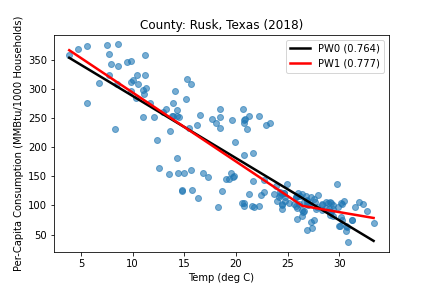 County: Rusk, Texas (2018)
PW0 (0.764)
PW1 (0.777)
Per-Capita Consumption (MMBtu/1000 Households)
350
300
250
200
150
100
50
5 10 15 20 25 30
Temp (deg C)